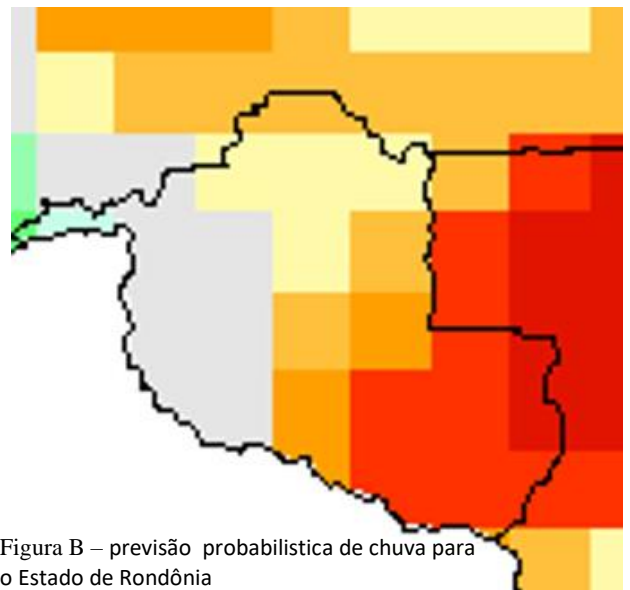 Figura B – previsão probabilistica de chuva para
o Estado de Rondônia